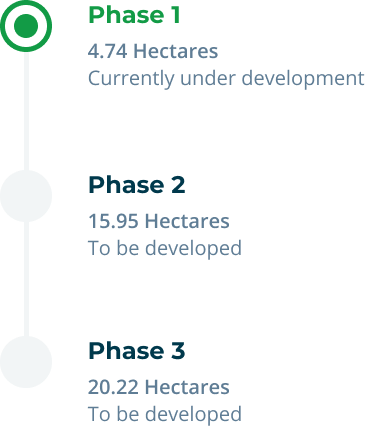 Phase 1
4.74 Hectares
Currently under development
Phase 2
15.95 Hectares
To be developed
Phase 3
20.22 Hectares
To be developed